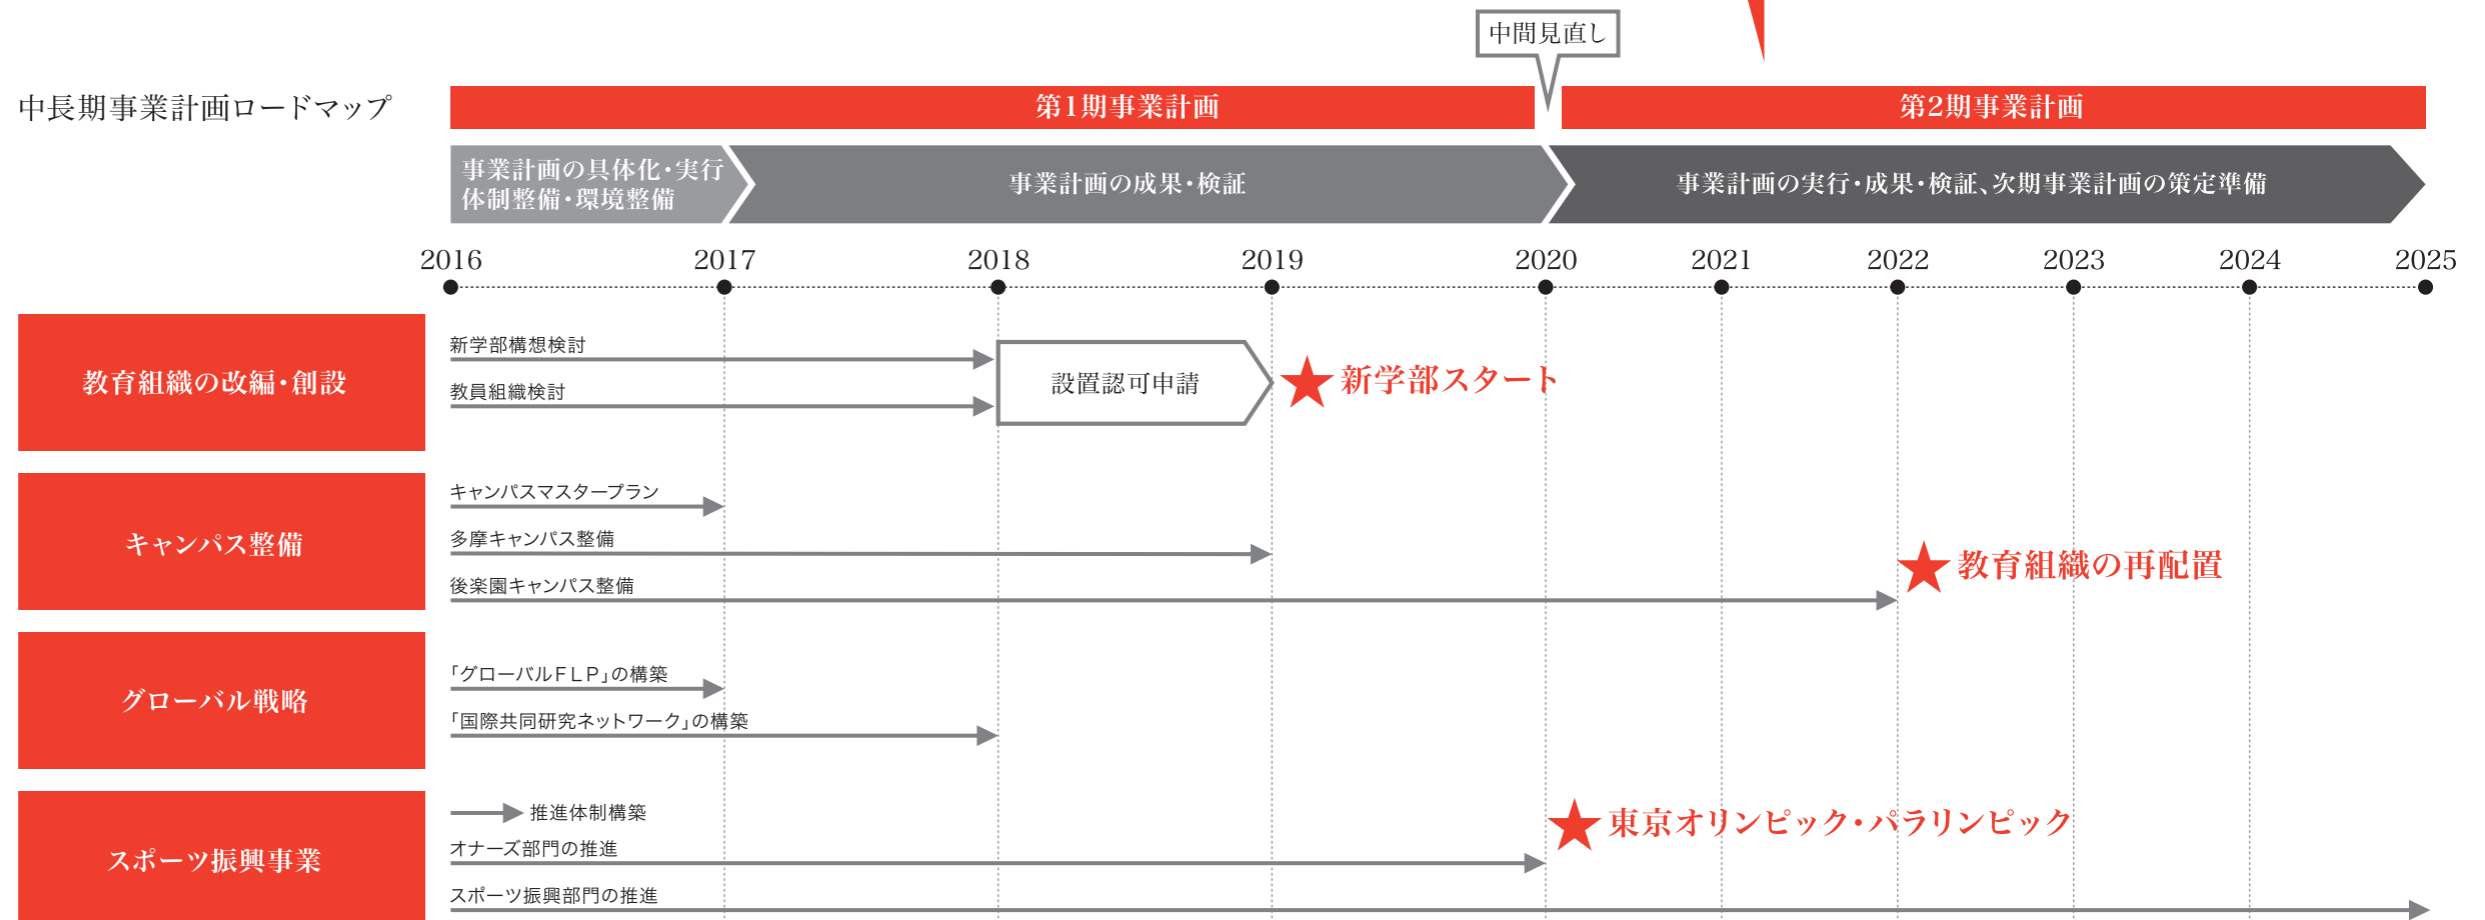 中間見直し
中長期事業計画ロードマップ
第1期事業計画
第2期事業計画
事業計画の具体化・実行
体制整備・環境整備
事業計画の成果・検証
事業計画の実行・成果・検証、次期事業計画の策定準備
2016
2017
2018
2019
2020
2021
2022
2023
2024
2025
教育組織の改編・創設
新学部構想検討
教員組織検討
設置認可申請
新学部スタート
キャンパス整備
キャンパスマスタープラン
多摩キャンパス整備
後楽園キャンパス整備
教育組織の再配置
グローバル戦略
「グローバルFLP」の構築
「国際共同研究ネットワーク」の構築
スポーツ振興事業
推進体制構築
オナーズ部門の推進
スポーツ振興部門の推進
東京オリンピック・パラリンピック